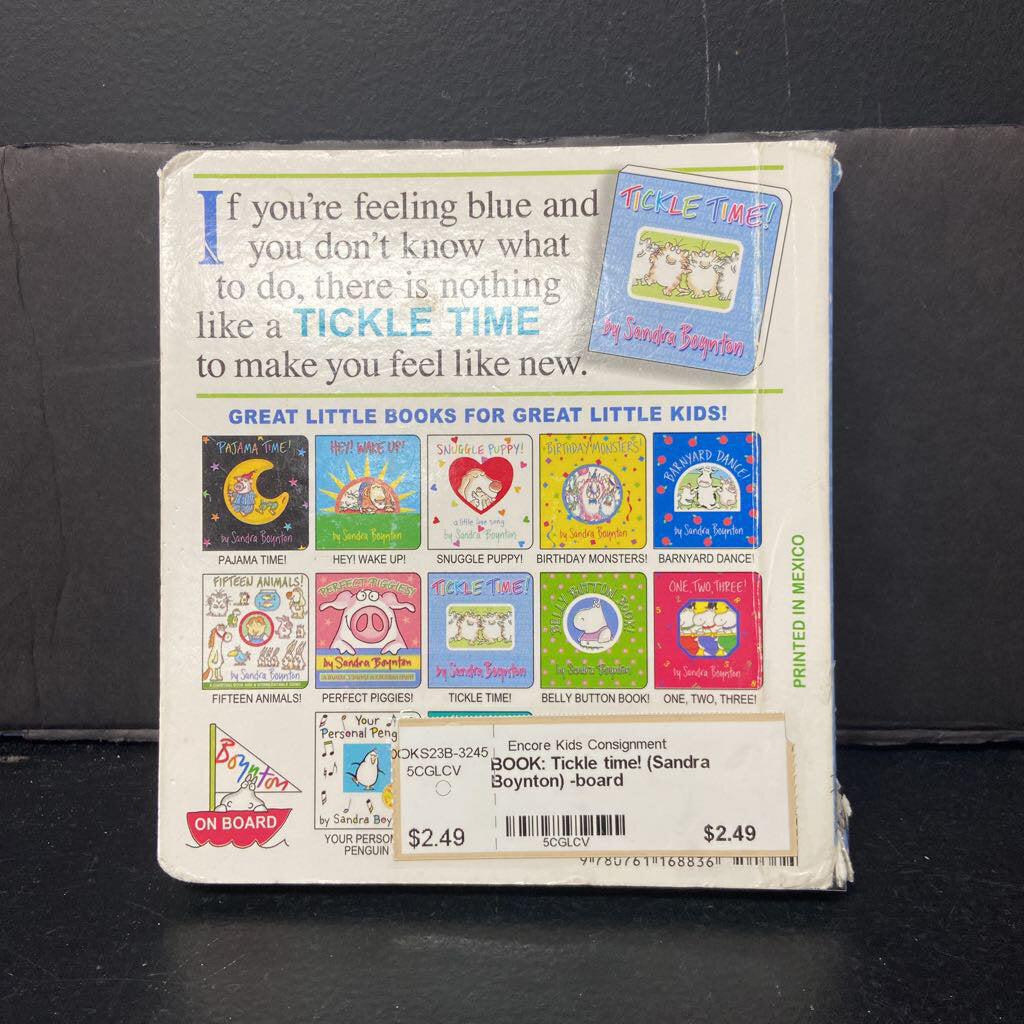 If you're feeling blue and
you don't know what
to do, there is nothing
like a TICKLE TIME
to make you feel like new.
TICKLE TIME!
by Sandra Boynton
GREAT LITTLE BOOKS FOR GREAT LITTLE KIDS!
PAJAMA TIME!
by Sandra Boynton
HEY! WAKE UP!
by Sandra Boynton
SNUGGLE PUPPY!
a little love song
by Sandra Boynton
BIRTHDAY MONSTERS!
by Sandra Boynton
BARNYARD DANCE!
by Sandra Boynton
PAJAMA TIME!
HEY! WAKE UP!
SNUGGLE PUPPY!
BIRTHDAY MONSTERS!
BARNYARD DANCE!
FIFTEEN ANIMALS!
by Sandra Boynton
PERFECT PIGGIES!
by Sandra Boynton
TICKLE TIME!
by Sandra Boynton
BELLY BUTTON BOOK!
by Sandra Boynton
ONE, TWO, THREE!
by Sandra Boynton
FIFTEEN ANIMALS!
PERFECT PIGGIES!
TICKLE TIME!
BELLY BUTTON BOOK!
ONE, TWO, THREE!
PRINTED IN MEXICO
Boynton
ON BOARD
Your
Personal Peng
by Sandra Boy
YOUR PERSON
PENGUIN
OOKS23B-3245
5CGLCV
$2.49
Encore Kids Consignment
BOOK: Tickle time! (Sandra
Boynton) -board
5CGLCV
$2.49
9 780761 168836